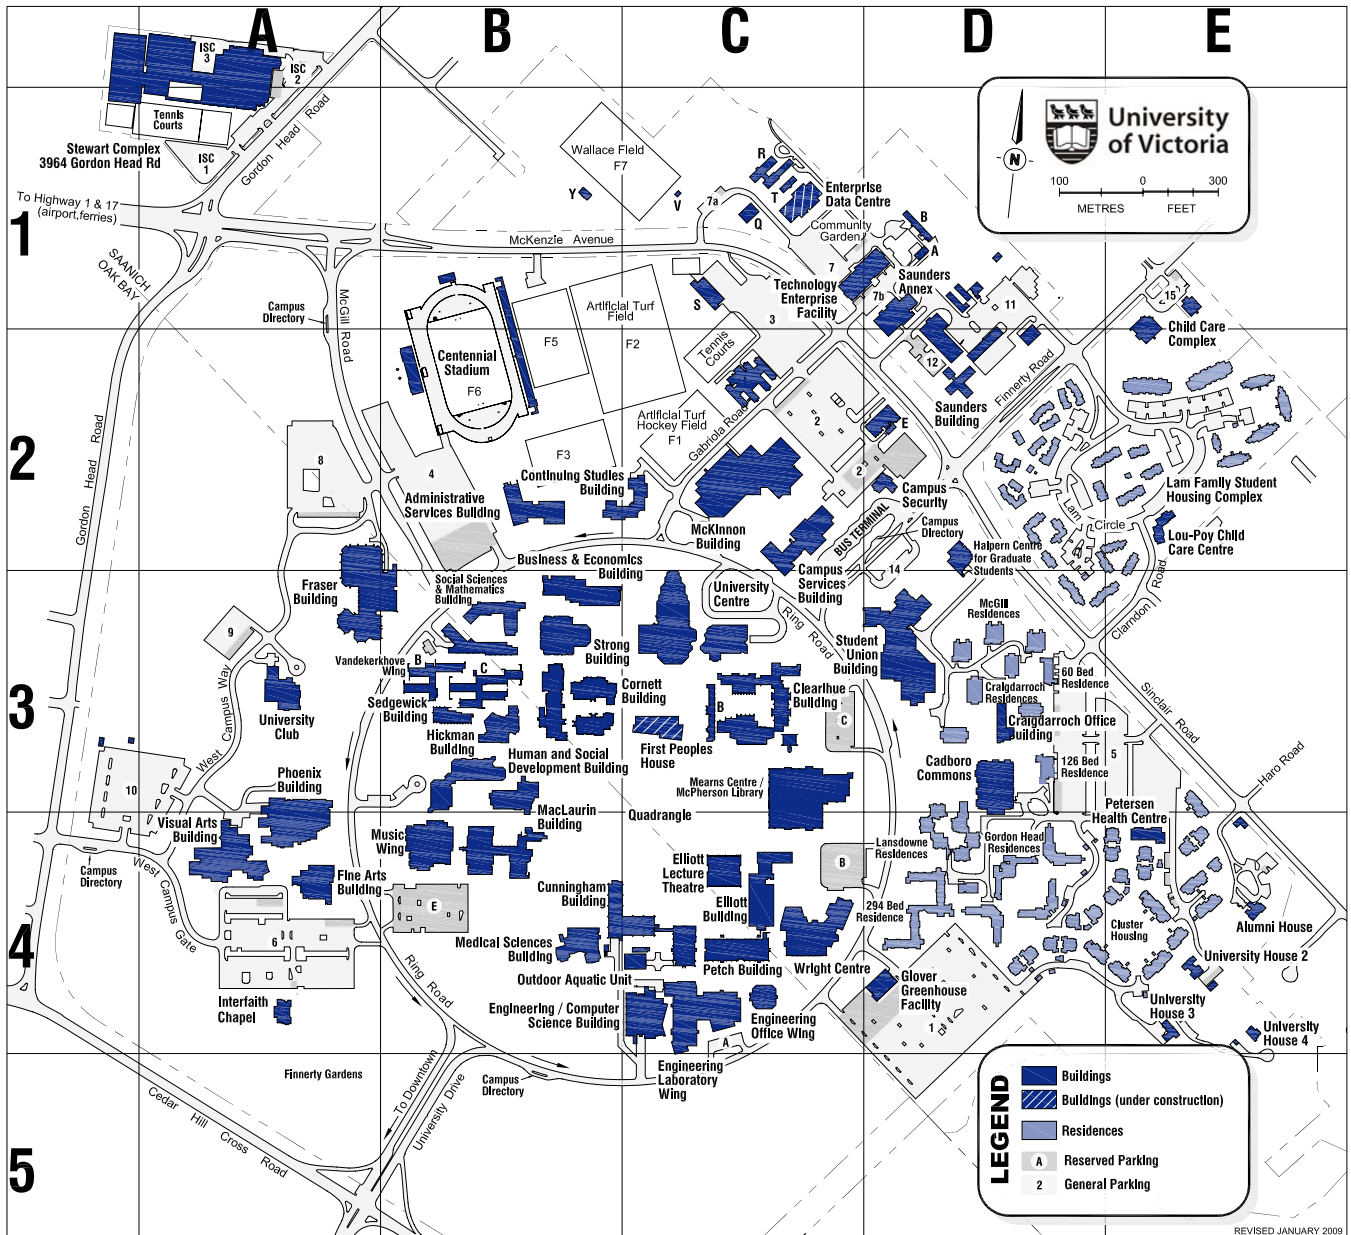 A
B
C
D
E
1
2
3
4
5
University
of Victoria
N
100
0
300
METRES
FEET
ISC
3
ISC
2
Tennis
Courts
ISC
1
Stewart Complex
3964 Gordon Head Rd
Gordon Head Road
To Highway 1 & 17
(airport,ferries)
SAANICH
OAK BAY
Wallace Field
F7
Y
V
R
T
Q
7a
Enterprise
Data Centre
Community
Garden
B
A
McKenzie Avenue
7
Saunders
Annex
Technology
Enterprise
Facility
7b
11
15
Child Care
Complex
S
3
Campus
Directory
McGill Road
Centennial
Stadium
F6
F5
Artificial Turf
Field
F2
Tennis
Courts
12
Finnerty Road
Saunders
Building
Artificial Turf
Hockey Field
F1
Gabriola Road
2
E
2
F3
Gordon Head Road
8
4
Continuing Studies
Building
Administrative
Services Building
McKinnon
Building
Campus
Security
BUS TERMINAL
Campus
Directory
14
Halpern Centre
for Graduate
Students
Lam Family Student
Housing Complex
Lam Circle
Lou-Poy Child
Care Centre
Clarndon Road
Business & Economics
Building
Campus
Services
Building
University
Centre
Ring Road
Fraser
Building
Social Sciences
& Mathematics
Building
9
McGill
Residences
Student
Union
Building
Strong
Building
Vandekerkhove
Wing
B
C
Sedgewick
Building
Cornett
Building
Clearihue
Building
B
C
60 Bed
Residence
Craigdarroch
Residences
Craigdarroch Office
Building
Sinclair Road
University
Club
West Campus Way
Hickman
Building
Human and Social
Development Building
First Peoples
House
Cadboro
Commons
126 Bed
Residence
5
Haro Road
Mearns Centre /
McPherson Library
Phoenix
Building
10
Visual Arts
Building
MacLaurin
Building
Quadrangle
Petersen
Health Centre
Music
Wing
Campus
Directory
West Campus Gate
Fine Arts
Building
E
Elliott
Lecture
Theatre
B
Lansdowne
Residences
Gordon Head
Residences
Cunningham
Building
Elliott
Building
294 Bed
Residence
Cluster
Housing
Alumni House
6
Medical Sciences
Building
Petch Building
Wright Centre
University House 2
Outdoor Aquatic Unit
Glover
Greenhouse
Facility
Ring Road
Interfaith
Chapel
Engineering / Computer
Science Building
Engineering
Office Wing
1
University
House 3
University
House 4
A
Engineering
Laboratory
Wing
Finnerty Gardens
To Downtown
University Drive
Campus
Directory
Cedar Hill Cross Road
LEGEND
Buildings
Buildings (under construction)
Residences
A
Reserved Parking
2
General Parking
REVISED JANUARY 2009